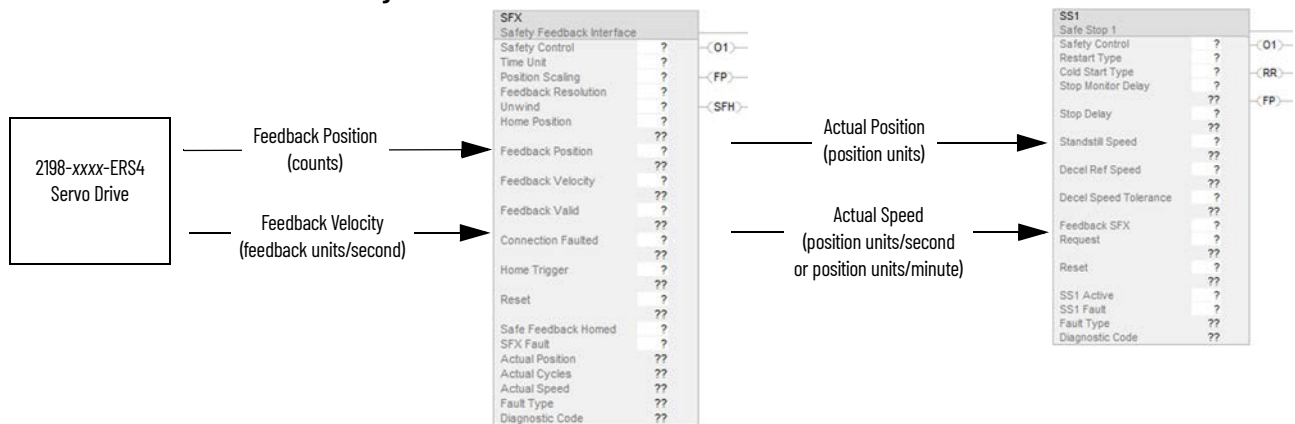 2198-xxxx-ERS4
Servo Drive
Feedback Position
(counts)
Feedback Velocity
(feedback units/second)
SFX
Safety Feedback Interface
Safety Control ?
Time Unit ?
Position Scaling ?
Feedback Resolution ?
Unwind ?
Home Position ?
??
Feedback Position ?
??
Feedback Velocity ?
??
Feedback Valid ?
??
Connection Faulted ?
??
Home Trigger ?
??
Reset ?
??
Safe Feedback Homed ?
SFX Fault ?
Actual Position ??
Actual Cycles ??
Actual Speed ??
Fault Type ??
Diagnostic Code ??
O1
FP
SFH
Actual Position
(position units)
Actual Speed
(position units/second
or position units/minute)
SS1
Safe Stop 1
Safety Control ?
Restart Type ?
Cold Start Type ?
Stop Monitor Delay ?
??
Stop Delay ?
??
Standstill Speed ?
??
Decel Ref Speed ?
??
Decel Speed Tolerance ?
??
Feedback SFX ?
Request ?
??
Reset ?
??
SS1 Active ?
SS1 Fault ?
Fault Type ??
Diagnostic Code ??
O1
RR
FP